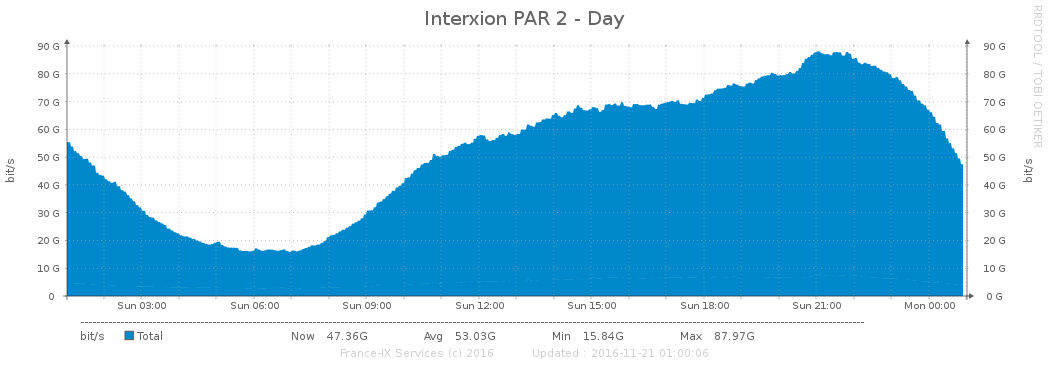 Interxion PAR 2 - Day
RRDTOOL / TOBI OETIKER
bit/s
90 G
80 G
70 G
60 G
50 G
40 G
30 G
20 G
10 G
0
90 G
80 G
70 G
60 G
50 G
40 G
30 G
20 G
10 G
0 G
bit/s
Sun 03:00 Sun 06:00 Sun 09:00 Sun 12:00 Sun 15:00 Sun 18:00 Sun 21:00 Mon 00:00
bit/s Total Now 47.36G Avg 53.03G Min 15.84G Max 87.97G
France-IX Services (c) 2016 Updated : 2016-11-21 01:00:06